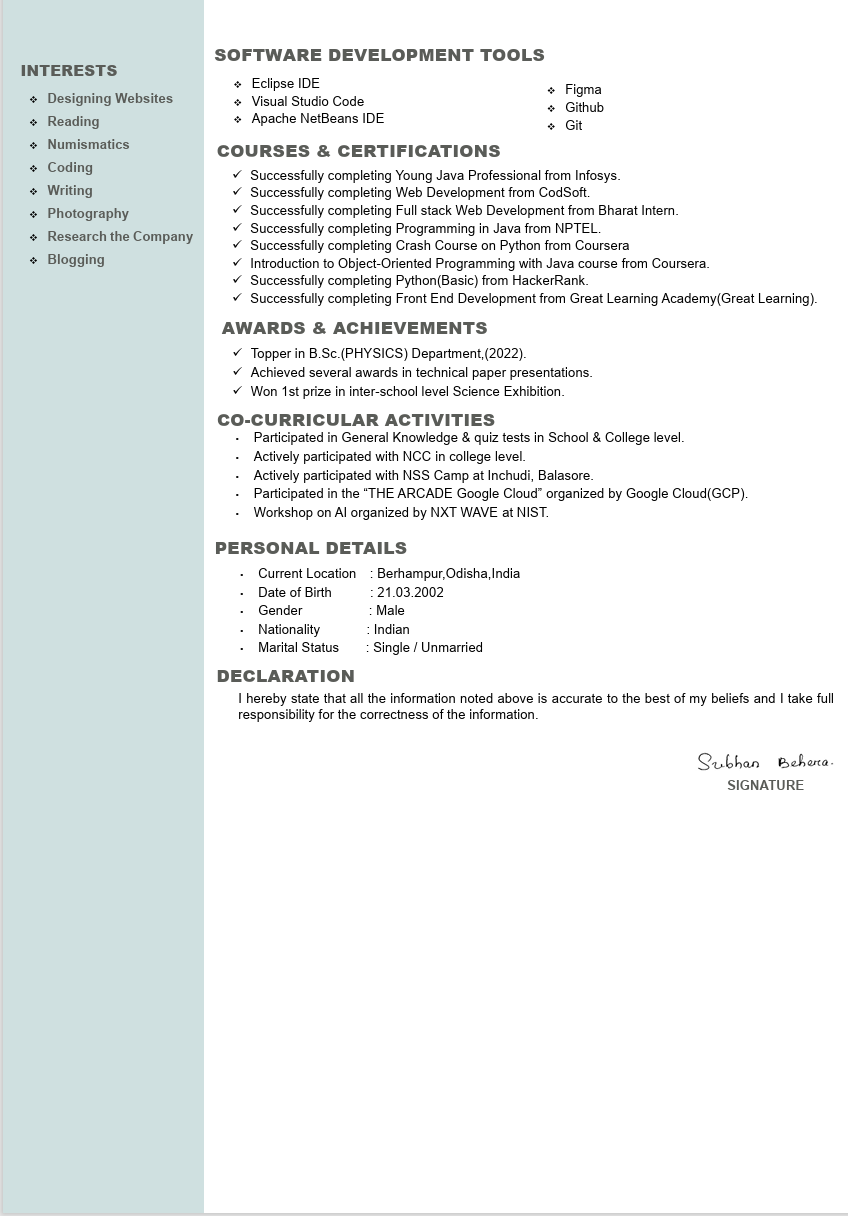 INTERESTS
Designing Websites
Reading
Numismatics
Coding
Writing
Photography
Research the Company
Blogging
SOFTWARE DEVELOPMENT TOOLS
Eclipse IDE
Visual Studio Code
Apache NetBeans IDE
Figma
Github
Git
COURSES & CERTIFICATIONS
Successfully completing Young Java Professional from Infosys.
Successfully completing Web Development from CodSoft.
Successfully completing Full stack Web Development from Bharat Intern.
Successfully completing Programming in Java from NPTEL.
Successfully completing Crash Course on Python from Coursera
Introduction to Object-Oriented Programming with Java course from Coursera.
Successfully completing Python(Basic) from HackerRank.
Successfully completing Front End Development from Great Learning Academy(Great Learning).
AWARDS & ACHIEVEMENTS
Topper in B.Sc.(PHYSICS) Department,(2022).
Achieved several awards in technical paper presentations.
Won 1st prize in inter-school level Science Exhibition.
CO-CURRICULAR ACTIVITIES
Participated in General Knowledge & quiz tests in School & College level.
Actively participated with NCC in college level.
Actively participated with NSS Camp at Inchudi, Balasore.
Participated in the “THE ARCADE Google Cloud” organized by Google Cloud(GCP).
Workshop on AI organized by NXT WAVE at NIST.
PERSONAL DETAILS
Current Location : Berhampur,Odisha,India
Date of Birth : 21.03.2002
Gender : Male
Nationality : Indian
Marital Status : Single / Unmarried
DECLARATION
I hereby state that all the information noted above is accurate to the best of my beliefs and I take full
responsibility for the correctness of the information.
Behera.
SIGNATURE